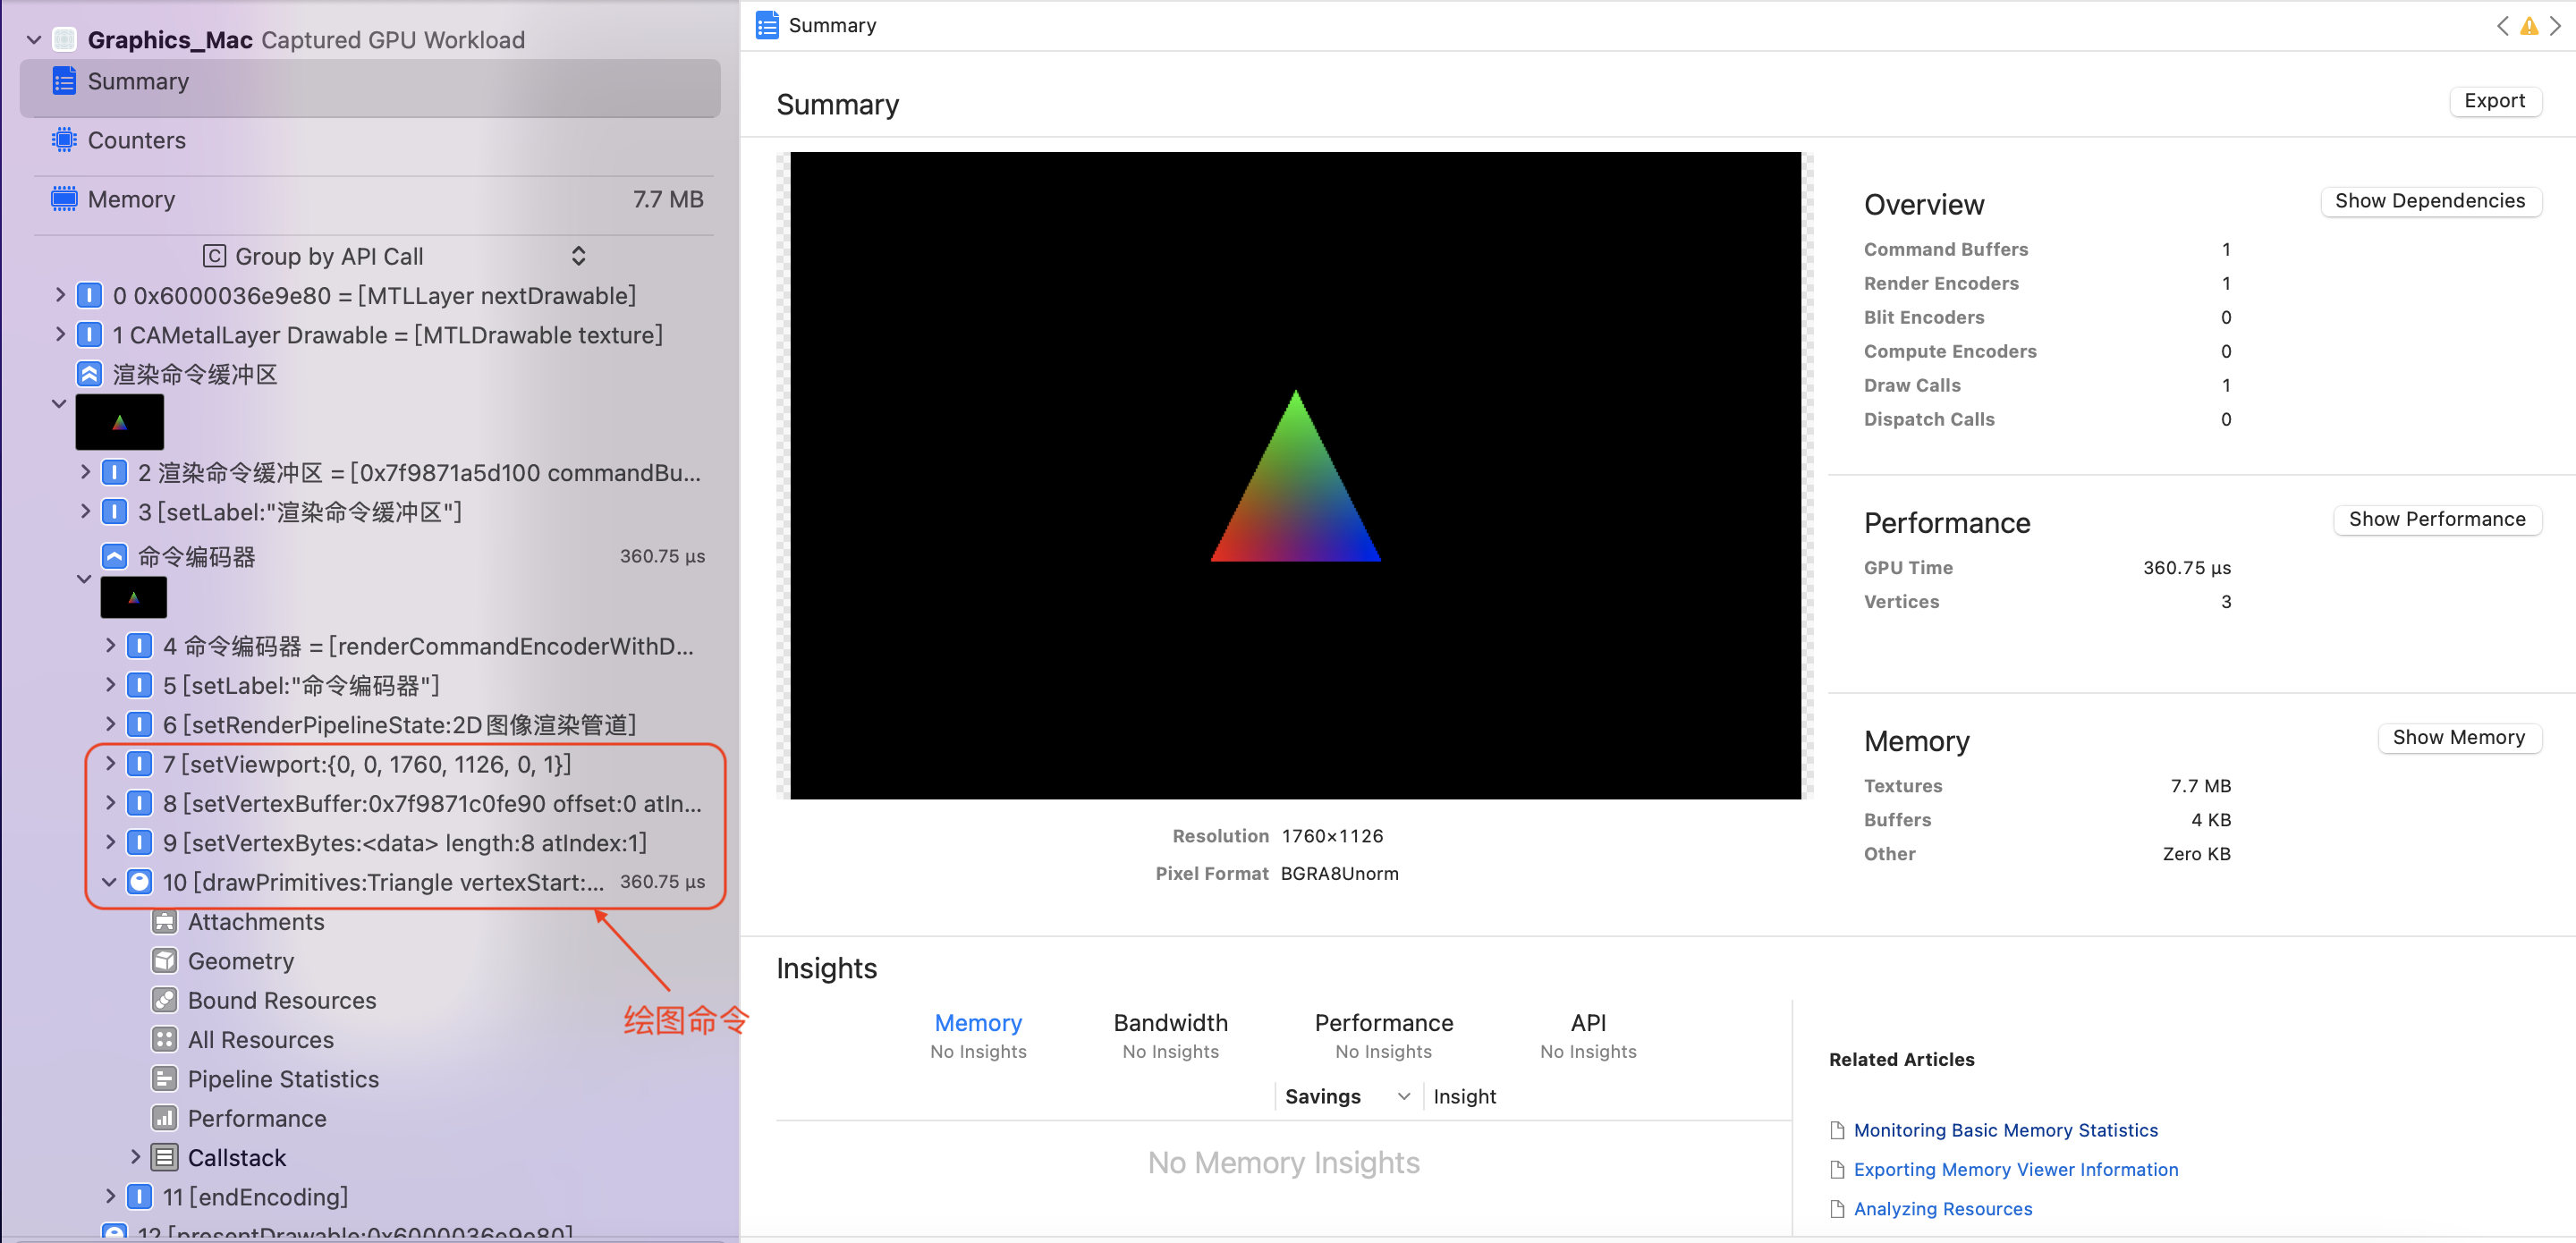 Graphics_Mac Captured GPU Workload
Summary
Counters
Memory 7.7 MB
C Group by API Call
0 0x6000036e9e80 = [MTLLayer nextDrawable]
1 CAMetalLayer Drawable = [MTLDrawable texture]
渲染命令缓冲区
2 渲染命令缓冲区 = [0x7f9871a5d100 commandBu...
3 [setLabel:"渲染命令缓冲区"]
命令编码器 360.75 µs
4 命令编码器 = [renderCommandEncoderWithD...
5 [setLabel:"命令编码器"]
6 [setRenderPipelineState:2D图像渲染管道]
7 [setViewport:{0, 0, 1760, 1126, 0, 1}]
8 [setVertexBuffer:0x7f9871c0fe90 offset:0 atIn...
9 [setVertexBytes:<data> length:8 atIndex:1]
10 [drawPrimitives:Triangle vertexStart:... 360.75 µs
Attachments
Geometry
Bound Resources
绘图命令
All Resources
Pipeline Statistics
Performance
Callstack
11 [endEncoding]
12 [presentDrawable:0x6000036e9e80]
Summary
Summary
Export
Overview Show Dependencies
Command Buffers 1
Render Encoders 1
Blit Encoders 0
Compute Encoders 0
Draw Calls 1
Dispatch Calls 0
Performance Show Performance
GPU Time 360.75 µs
Vertices 3
Memory Show Memory
Textures 7.7 MB
Buffers 4 KB
Other Zero KB
Resolution 1760×1126
Pixel Format BGRA8Unorm
Insights
Memory Bandwidth Performance API
No Insights No Insights No Insights No Insights
Savings Insight
No Memory Insights
Related Articles
Monitoring Basic Memory Statistics
Exporting Memory Viewer Information
Analyzing Resources